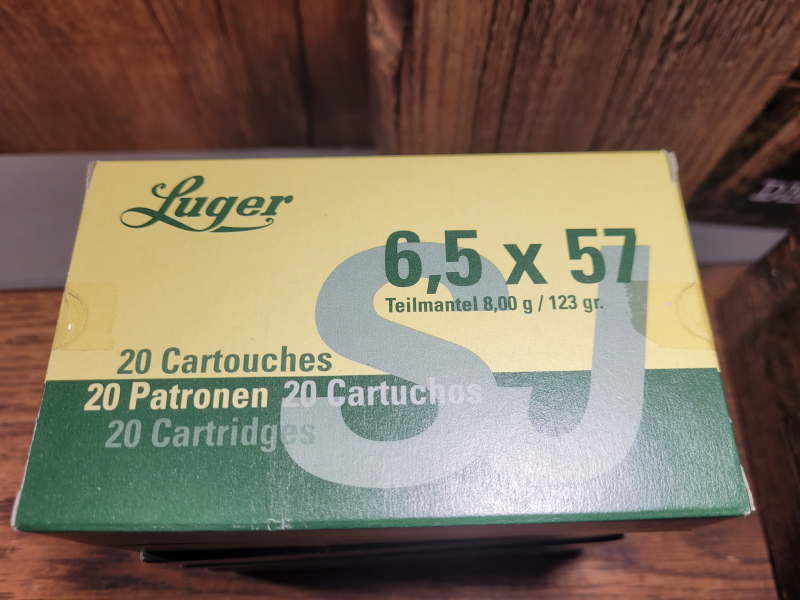 Luger
6,5 x 57
Teilmantel 8,00 g / 123 gr.
SJ
20 Cartouches
20 Patronen 20 Cartuchos
20 Cartridges